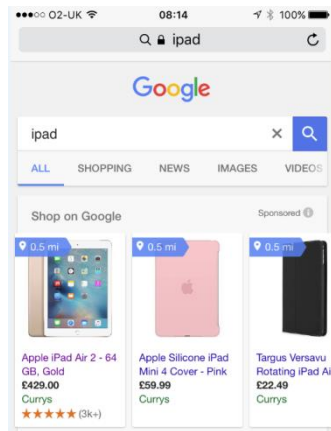 O2-UK 08:14 100%
ipad
Google
ipad
ALL SHOPPING NEWS IMAGES VIDEOS
Shop on Google Sponsored
0.5 mi 0.5 mi 0.5 mi
Apple iPad Air 2 - 64 GB, Gold
£429.00
Currys
(3k+)
Apple Silicone iPad Mini 4 Cover - Pink
£59.99
Currys
Targus Versavu Rotating iPad Ai
£22.49
Currys